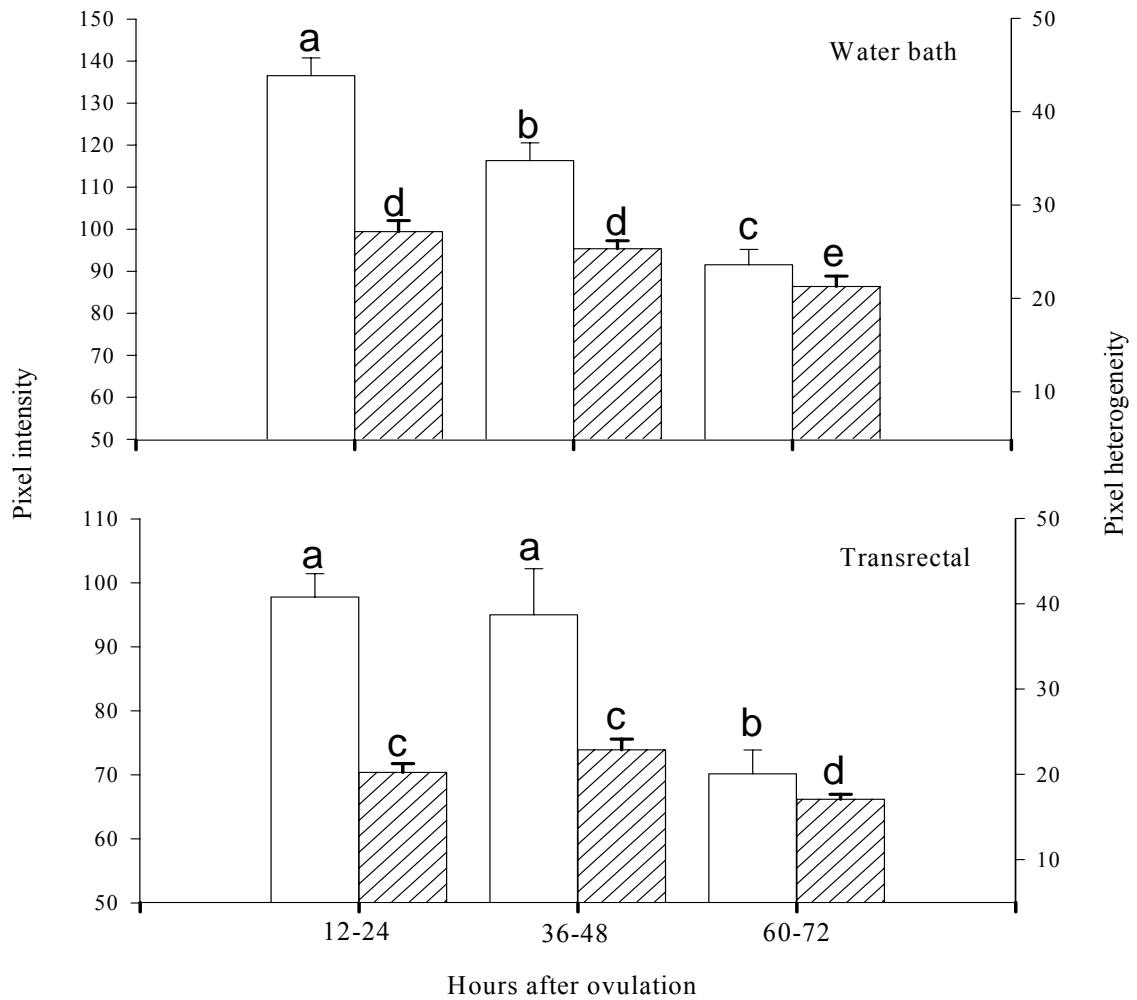 150
140
130
120
110
100
90
80
70
60
50
50
40
30
20
10
Water bath
a
d
b
d
c
e
Pixel intensity
Pixel heterogeneity
110
100
90
80
70
60
50
50
40
30
20
10
Transrectal
a
c
a
c
b
d
12-24
36-48
60-72
Hours after ovulation